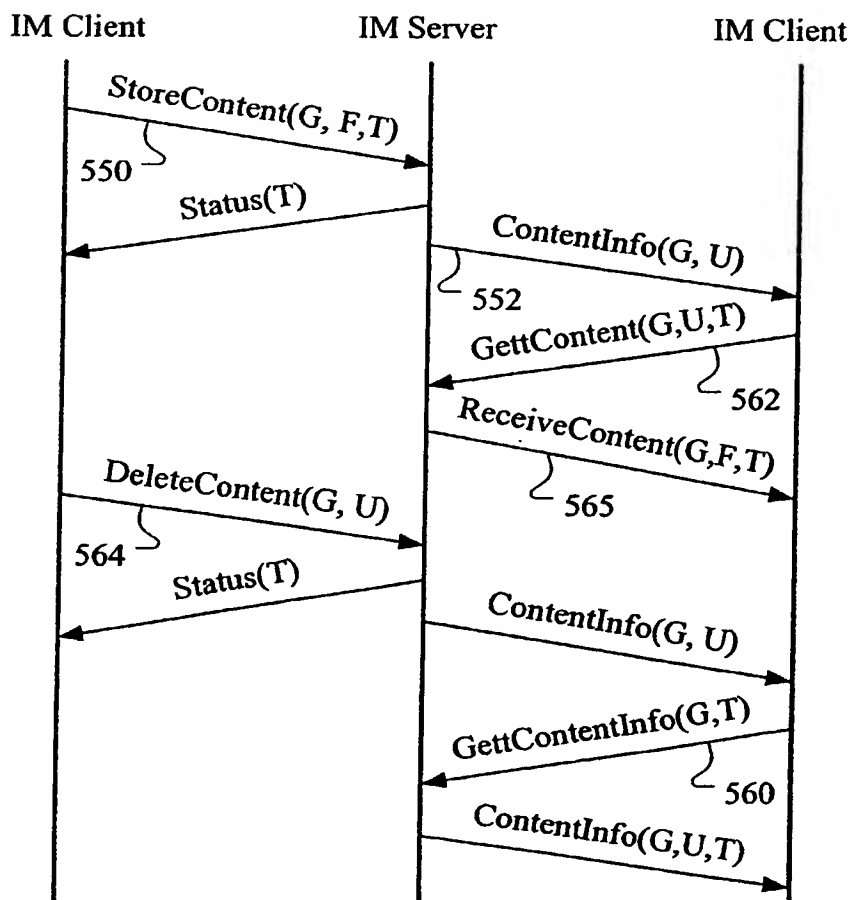 IM Client
IM Server
IM Client
StoreContent(G, F,T)
550
Status(T)
ContentInfo(G, U)
552
GettContent(G,U,T)
562
ReceiveContent(G,F,T)
565
DeleteContent(G, U)
564
Status(T)
ContentInfo(G, U)
GettContentInfo(G,T)
560
ContentInfo(G,U,T)